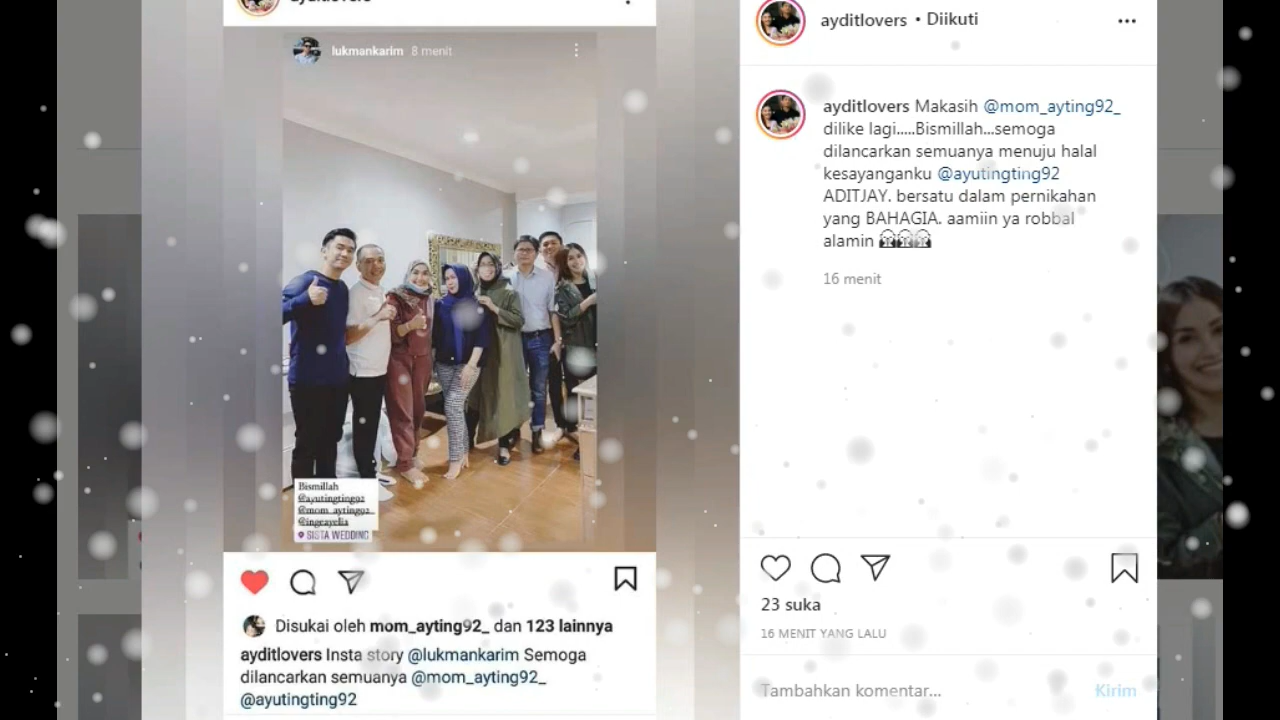 ayditlovers
lukmankarim 8 menit
Bismillah
@ayutingting92
@mom_ayting92_
@ingeayelia
SISTA WEDDING
Disukai oleh mom_ayting92_ dan 123 lainnya
ayditlovers Insta story @lukmankarim Semoga
dilancarkan semuanya @mom_ayting92_
@ayutingting92
ayditlovers • Diikuti
ayditlovers Makasih @mom_ayting92_
dilike lagi.....Bismillah...semoga
dilancarkan semuanya menuju halal
kesayanganku @ayutingting92
ADITJAY. bersatu dalam pernikahan
yang BAHAGIA. aamiin ya robbal
alamin
16 menit
23 suka
16 MENIT YANG LALU
Tambahkan komentar...
Kirim